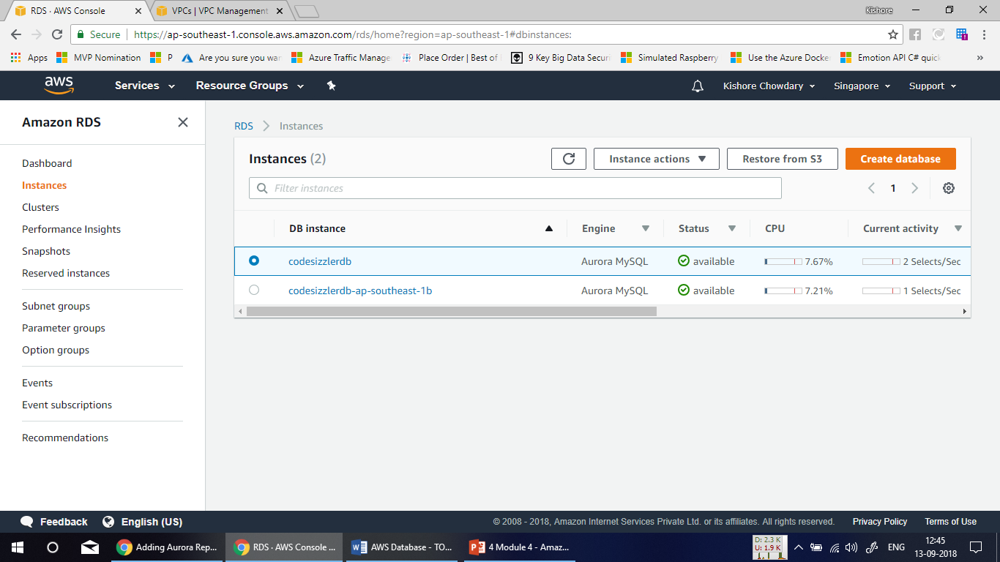 RDS · AWS Console
VPCs | VPC Management
Kishore
Secure
https://ap-southeast-1.console.aws.amazon.com/rds/home?region=ap-southeast-1#dbinstances:
Apps
MVP Nomination
P
Are you sure you wan
Azure Traffic Manage
Place Order | Best of
9 Key Big Data Securi
Simulated Raspberry
Use the Azure Docke
Emotion API C# quick
»
aws
Services
Resource Groups
Kishore Chowdary
Singapore
Support
Amazon RDS
Dashboard
Instances
Clusters
Performance Insights
Snapshots
Reserved instances
Subnet groups
Parameter groups
Option groups
Events
Event subscriptions
Recommendations
RDS
Instances
Instances (2)
Instance actions
Restore from S3
Create database
Filter instances
1
DB instance Engine Status CPU Current activity
codesizzlerdb Aurora MySQL available 7.67% 2 Selects/Sec
codesizzlerdb-ap-southeast-1b Aurora MySQL available 7.21% 1 Selects/Sec
Feedback
English (US)
© 2008 - 2018, Amazon Internet Services Private Ltd. or its affiliates. All rights reserved.
Privacy Policy
Terms of Use
Adding Aurora Rep...
RDS · AWS Console ...
AWS Database - TO...
4 Module 4 - Amaz...
D: 2.3 K
U: 1.9 K
ENG
12:45
13-09-2018